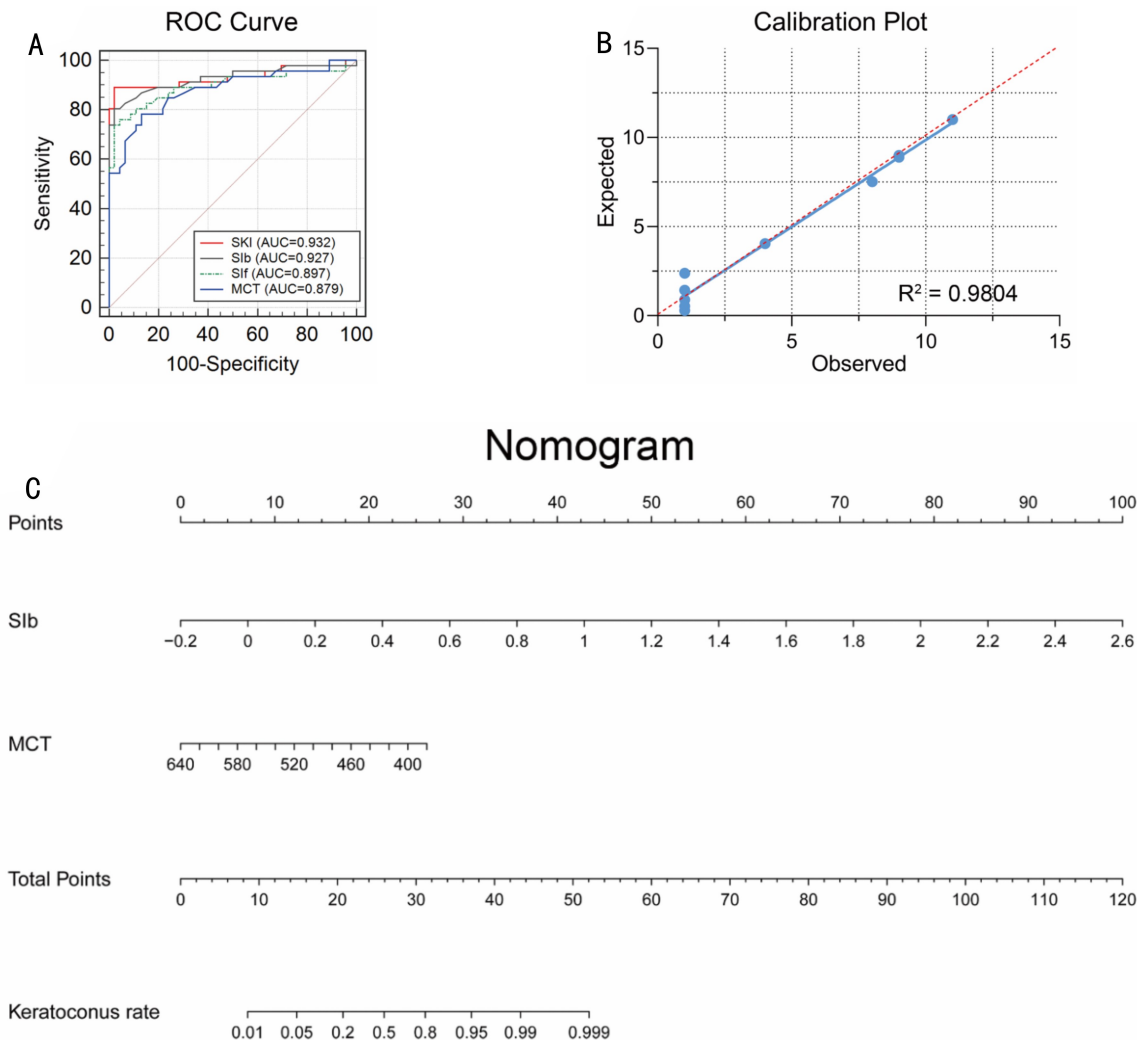 ROC Curve
A
100
80
60
40
20
0
Sensitivity
SKI (AUC=0.932)
SIb (AUC=0.927)
SIf (AUC=0.897)
MCT (AUC=0.879)
0 20 40 60 80 100
100-Specificity
Calibration Plot
B
15
10
5
0
Expected
R² = 0.9804
0 5 10 15
Observed
Nomogram
C
0 10 20 30 40 50 60 70 80 90 100
Points
SIb
−0.2 0 0.2 0.4 0.6 0.8 1 1.2 1.4 1.6 1.8 2 2.2 2.4 2.6
MCT
640 580 520 460 400
Total Points
0 10 20 30 40 50 60 70 80 90 100 110 120
Keratoconus rate
0.01 0.05 0.2 0.5 0.8 0.95 0.99 0.999